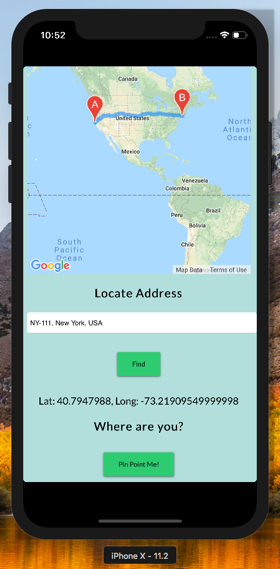 10:52
Canada
A
B
United States
North
Atlantic
Ocean
Mexico
Venezuela
Colombia
Peru
Brazil
Bolivia
Chile
South
Pacific
Ocean
Google
Map Data
Terms of Use
Locate Address
NY-111, New York, USA
Find
Lat: 40.7947988, Long: -73.21909549999998
Where are you?
Pin Point Me!
iPhone X - 11.2